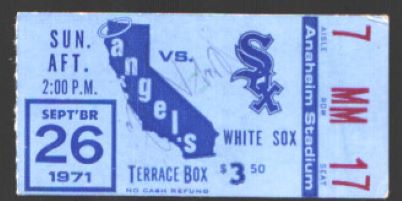 SUN.
AFT.
2:00 P.M.
SEPT'BR
26
1971
angels
VS.
Sox
WHITE SOX
TERRACE BOX $3.50
NO CASH REFUND
Anaheim Stadium
AISLE
7
ROW
MM
SEAT
17